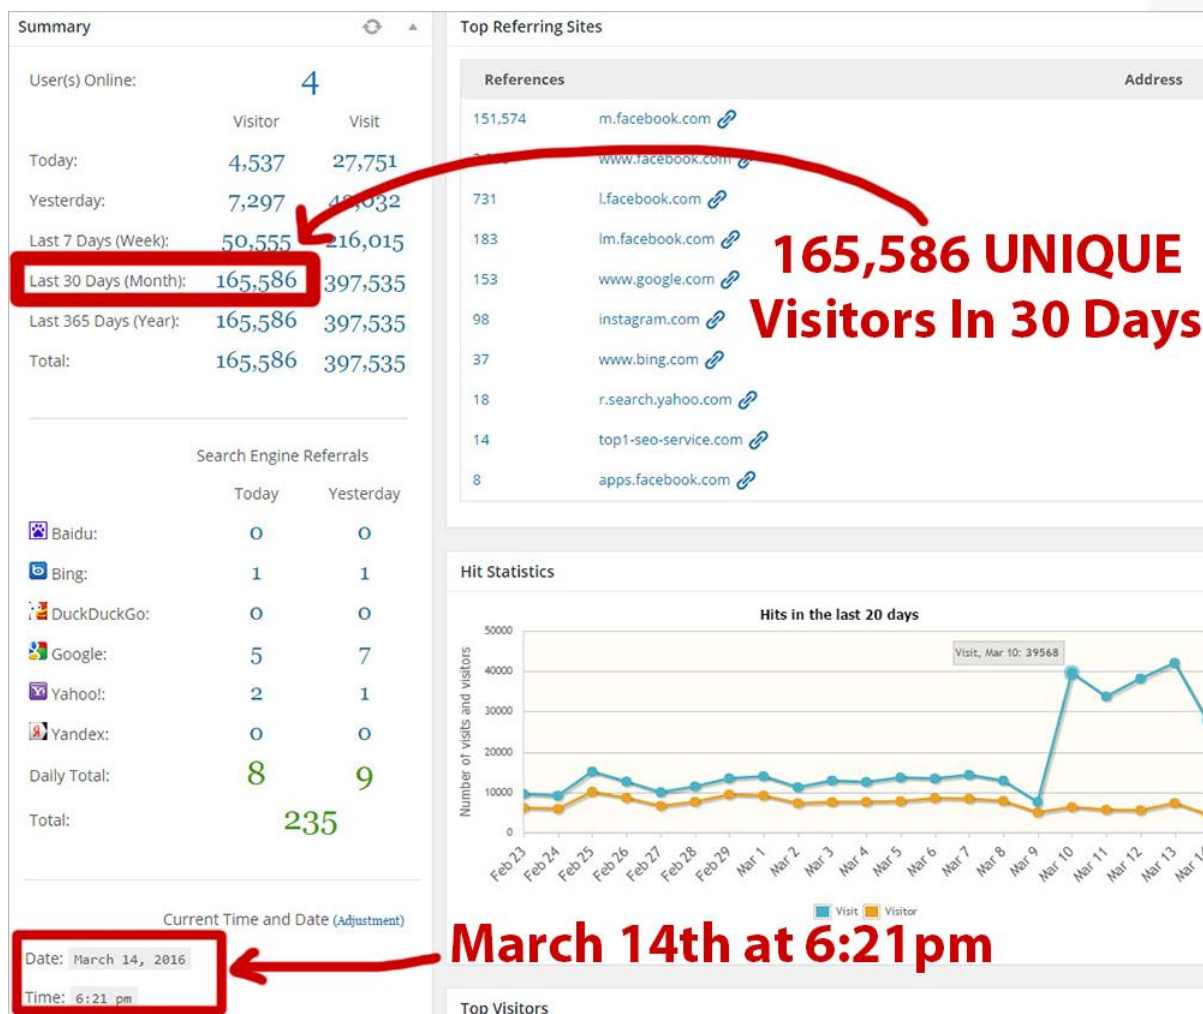 Summary
User(s) Online: 4
Visitor Visit
Today: 4,537 27,751
Yesterday: 7,297
Last 7 Days (Week): 50,555 216,015
Last 30 Days (Month): 165,586 397,535
Last 365 Days (Year): 165,586 397,535
Total: 165,586 397,535
Search Engine Referrals
Today Yesterday
Baidu: 0 0
Bing: 1 1
DuckDuckGo: 0 0
Google: 5 7
Yahoo!: 2 1
Yandex: 0 0
Daily Total: 8 9
Total: 235
Current Time and Date (Adjustment)
Date: March 14, 2016
Time: 6:21 pm
Top Referring Sites
References Address
151,574 m.facebook.com
www.facebook.com
731 l.facebook.com
183 lm.facebook.com
153 www.google.com
98 instagram.com
37 www.bing.com
18 r.search.yahoo.com
14 top1-seo-service.com
8 apps.facebook.com
165,586 UNIQUE
Visitors In 30 Days
Hit Statistics
Hits in the last 20 days
Number of visits and visitors
50000
40000
30000
20000
10000
0
Visit, Mar 10: 39568
Feb 23 Feb 24 Feb 25 Feb 26 Feb 27 Feb 28 Feb 29 Mar 1 Mar 2 Mar 3 Mar 4 Mar 5 Mar 6 Mar 7 Mar 8 Mar 9 Mar 10 Mar 11 Mar 12 Mar 13 Mar
Visit Visitor
March 14th at 6:21pm
Top Visitors